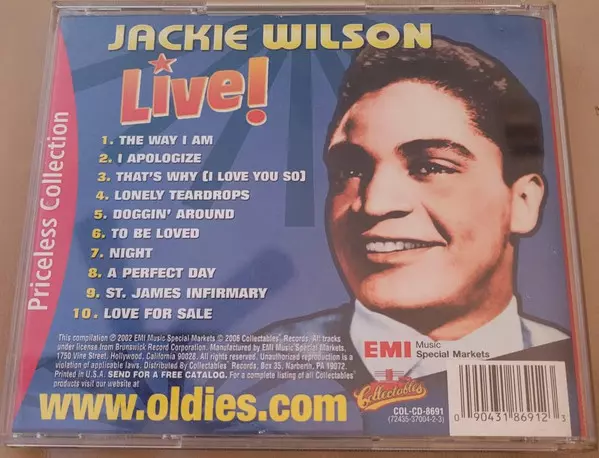 JACKIE WILSON
Live!
Priceless Collection
1. THE WAY I AM
2. I APOLOGIZE
3. THAT'S WHY [I LOVE YOU SO]
4. LONELY TEARDROPS
5. DOGGIN' AROUND
6. TO BE LOVED
7. NIGHT
8. A PERFECT DAY
9. ST. JAMES INFIRMARY
10. LOVE FOR SALE
This compilation ℗ 2002 EMI Music Special Markets © 2006 Collectables® Records. All tracks
under license from Brunswick Record Corporation. Manufactured by EMI Music Special Markets,
1750 Vine Street, Hollywood, California 90028. All rights reserved. Unauthorized reproduction is a
violation of applicable laws. Distributed By Collectables® Records, Box 35, Narberth, PA 19072.
Printed in U.S.A. SEND FOR A FREE CATALOG. For a complete listing of all Collectables®
products visit our website at
www.oldies.com
EMI Music
Special Markets
Collectables
COL-CD-8691
(72435-37004-2-3)
0 90431 86912 3